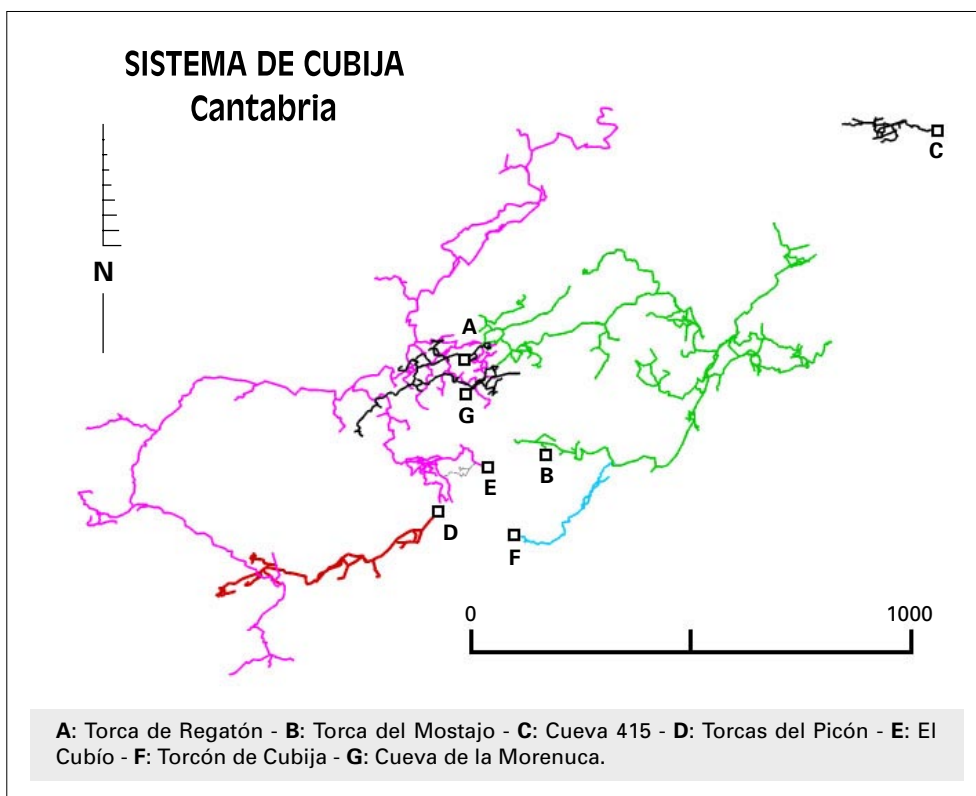 SISTEMA DE CUBIJA
Cantabria
C
N
A
G
E
B
D
F
0
1000
A: Torca de Regatón - B: Torca del Mostajo - C: Cueva 415 - D: Torcas del Picón - E: El
Cubío - F: Torcón de Cubija - G: Cueva de la Morenuca.